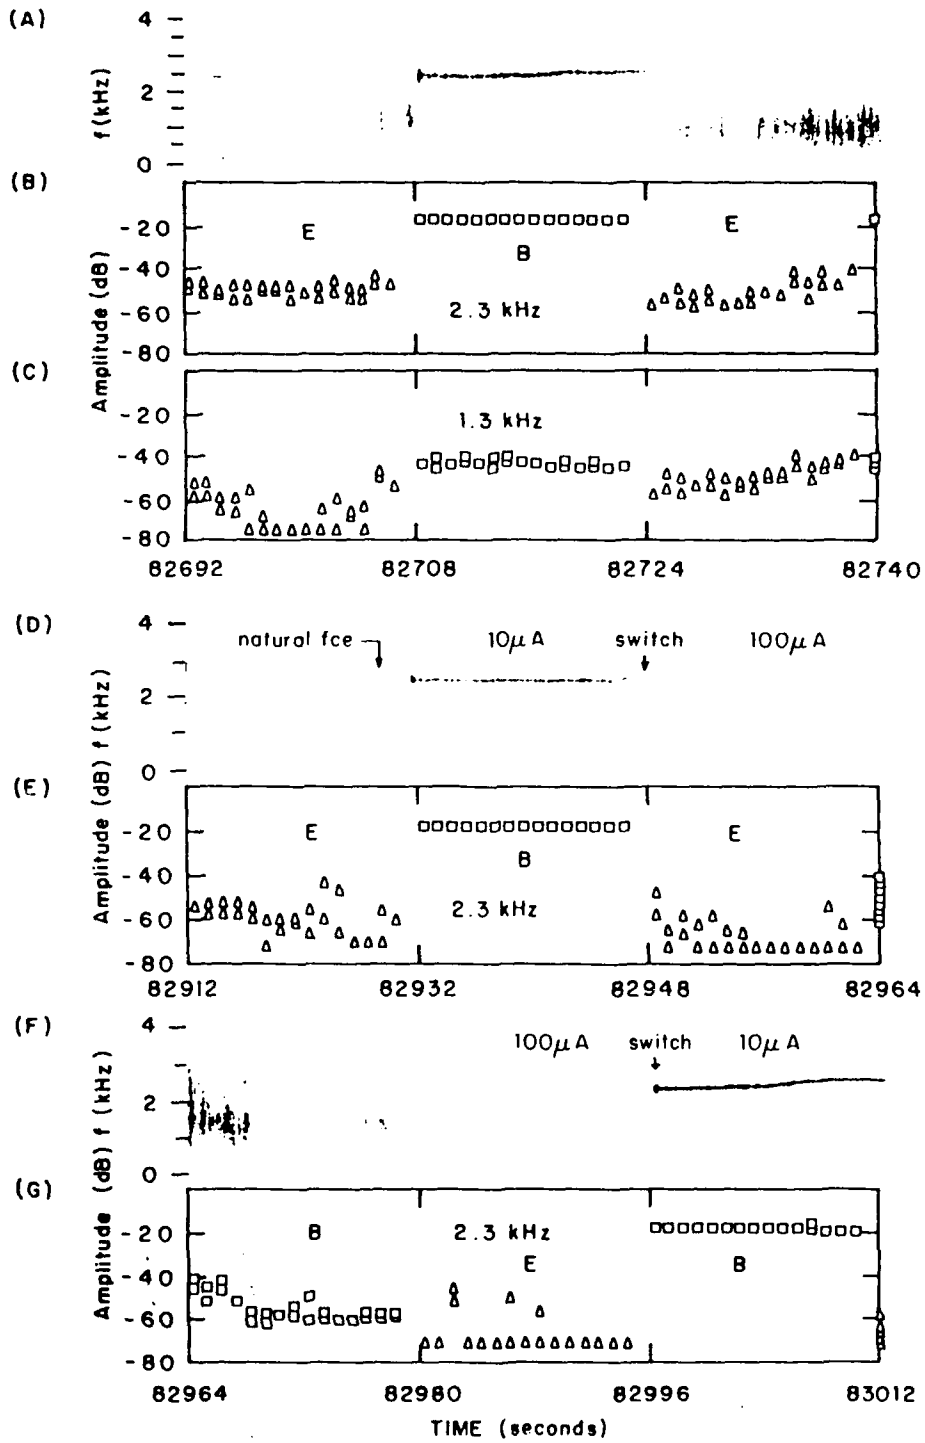 (A)
4
2
0
f (kHz)
(B)
-20
-40
-60
-80
E
B
E
2.3 kHz
Amplitude (dB)
(C)
-20
-40
-60
-80
1.3 kHz
82692 82708 82724 82740
(D)
4
2
0
natural fce 10μA switch 100μA
Amplitude (dB) f (kHz)
(E)
-20
-40
-60
-80
E
B
E
2.3 kHz
82912 82932 82948 82964
(F)
4
2
0
100μA switch 10μA
Amplitude (dB) f (kHz)
(G)
-20
-40
-60
-80
B 2.3 kHz
E B
82964 82980 82996 83012
TIME (seconds)